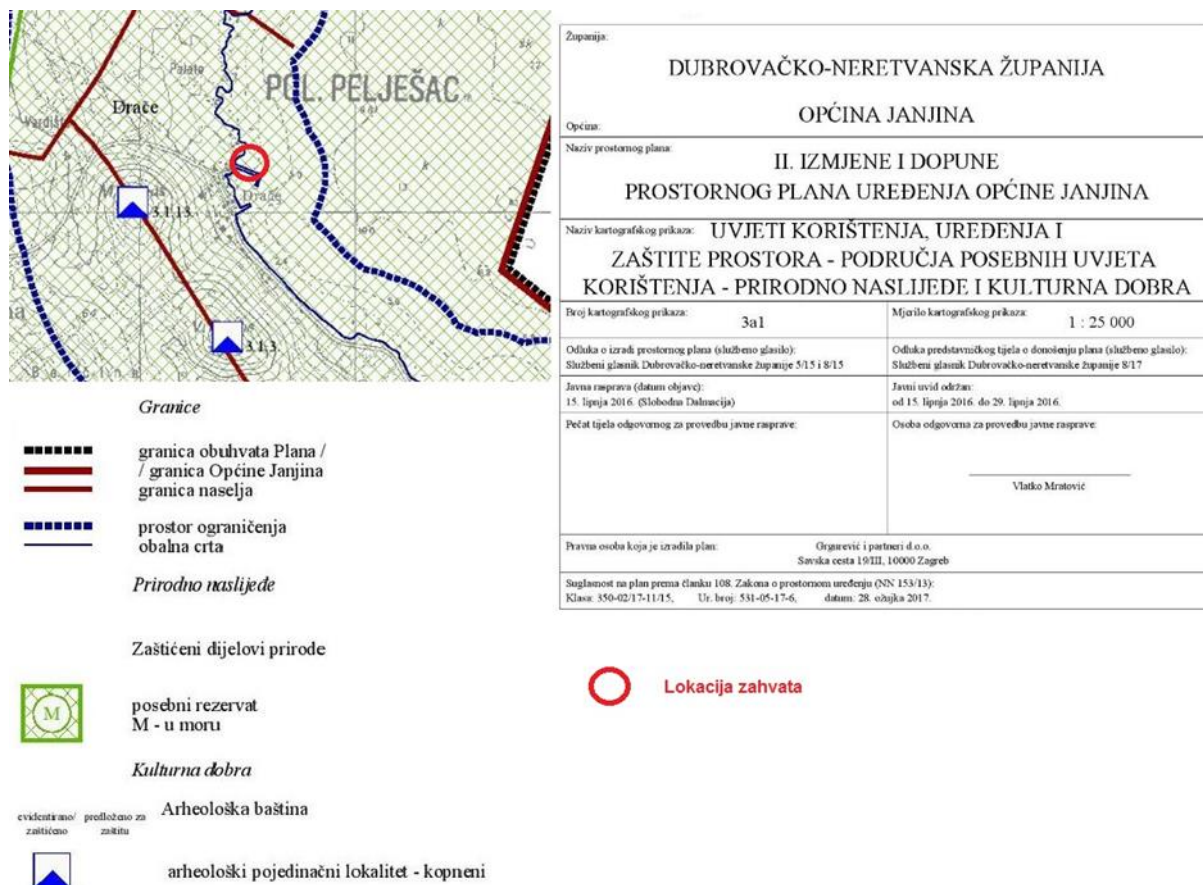 Palata
POL. PELJEŠAC
Drače
Drače
3.1.13.
3.1.3.
Granice
granica obuhvata Plana /
/ granica Općine Janjina
granica naselja
prostor ograničenja
obalna crta
Prirodno naslijeđe
Zaštićeni dijelovi prirode
M
posebni rezervat
M - u moru
Kulturna dobra
evidentirano/ predloženo za
zaštićeno zaštitu
Arheološka baština
arheološki pojedinačni lokalitet - kopneni
Županija:
DUBROVAČKO-NERETVANSKA ŽUPANIJA
OPĆINA JANJINA
Općina:
Naziv prostornog plana:
II. IZMJENE I DOPUNE
PROSTORNOG PLANA UREĐENJA OPĆINE JANJINA
Naziv kartografskog prikaza: UVJETI KORIŠTENJA, UREĐENJA I
ZAŠTITE PROSTORA - PODRUČJA POSEBNIH UVJETA
KORIŠTENJA - PRIRODNO NASLIJEĐE I KULTURNA DOBRA
Broj kartografskog prikaza: 3a1
Mjerilo kartografskog prikaza: 1 : 25 000
Odluka o izradi prostornog plana (službeno glasilo):
Službeni glasnik Dubrovačko-neretvanske županije 5/15 i 8/15
Odluka predstavničkog tijela o donošenju plana (službeno glasilo):
Službeni glasnik Dubrovačko-neretvanske županije 8/17
Javna rasprava (datum objave):
15. lipnja 2016. (Slobodna Dalmacija)
Javni uvid održan:
od 15. lipnja 2016. do 29. lipnja 2016.
Pečat tijela odgovornog za provedbu javne rasprave:
Osoba odgovorna za provedbu javne rasprave:
Vlatko Mratović
Pravna osoba koja je izradila plan: Grgurević i partneri d.o.o.
Savska cesta 19/III, 10000 Zagreb
Suglasnost na plan prema članku 108. Zakona o prostornom uređenju (NN 153/13):
Klasa: 350-02/17-11/15, Ur. broj: 531-05-17-6, datum: 28. ožujka 2017.
Lokacija zahvata